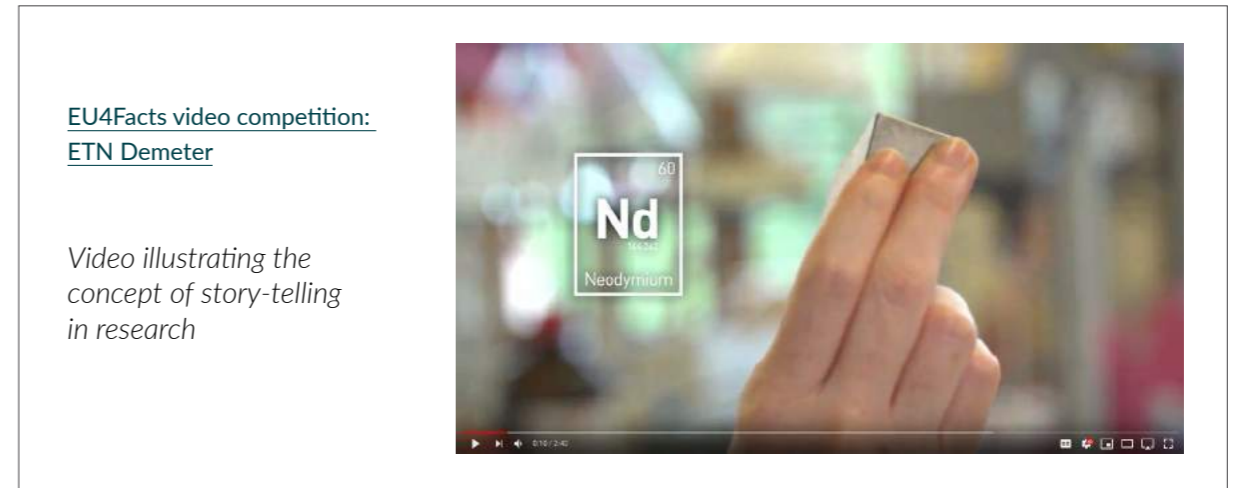 EU4Facts video competition:
ETN Demeter
Video illustrating the
concept of story-telling
in research
60
Nd
Neodymium
0:10 / 2:40